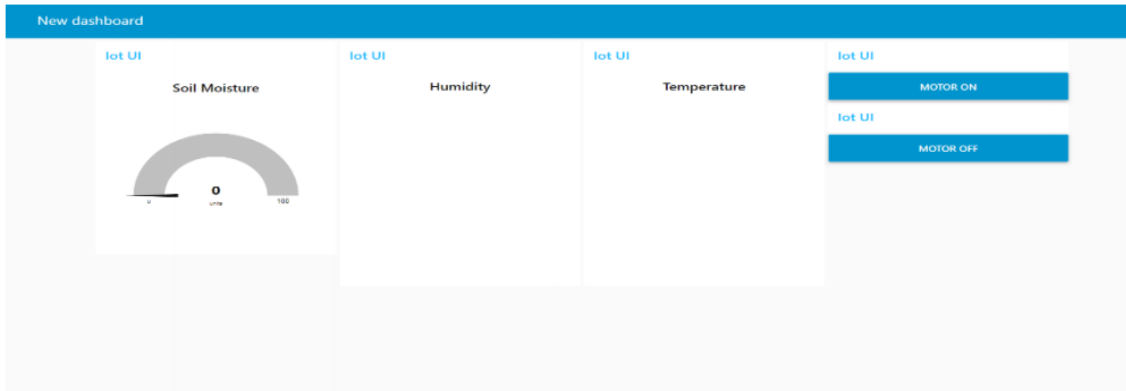 New dashboard
Iot UI
Soil Moisture
0
0
units
100
Iot UI
Humidity
Iot UI
Temperature
Iot UI
MOTOR ON
Iot UI
MOTOR OFF